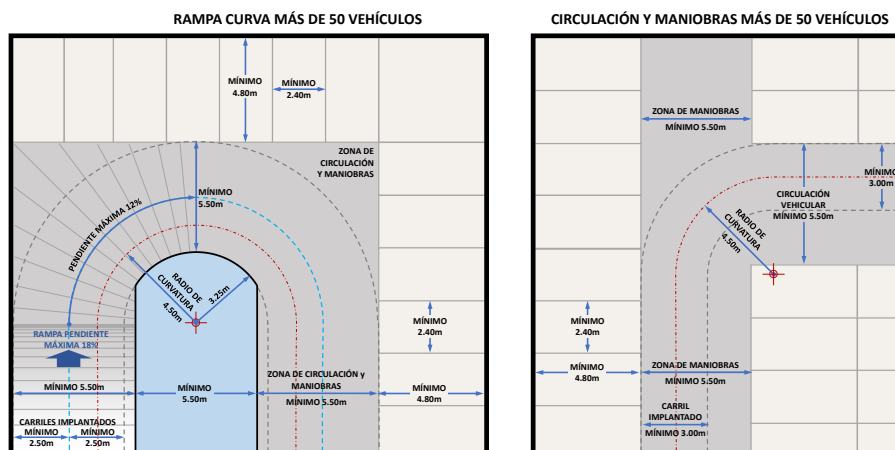 RAMPA CURVA MÁS DE 50 VEHÍCULOS
MÍNIMO
4.80m
MÍNIMO
2.40m
ZONA DE
CIRCULACIÓN
Y MANIOBRAS
MÍNIMO
5.50m
PENDIENTE MÁXIMA 12%
RADIO DE
CURVATURA
4.50m
3.25m
RAMPA PENDIENTE
MÁXIMA 18%
MÍNIMO
2.40m
MÍNIMO 5.50m
MÍNIMO
5.50m
ZONA DE CIRCULACIÓN y
MANIOBRAS
MÍNIMO 5.50m
MÍNIMO
4.80m
CARRILES IMPLANTADOS
MÍNIMO
2.50m
MÍNIMO
2.50m
CIRCULACIÓN Y MANIOBRAS MÁS DE 50 VEHÍCULOS
ZONA DE MANIOBRAS
MÍNIMO 5.50m
MÍNIMO
3.00m
CIRCULACIÓN
VEHICULAR
MÍNIMO 5.50m
RADIO DE
CURVATURA
4.50m
MÍNIMO
2.40m
MÍNIMO
4.80m
ZONA DE MANIOBRAS
MÍNIMO 5.50m
CARRIL
IMPLANTADO
MÍNIMO 3.00m